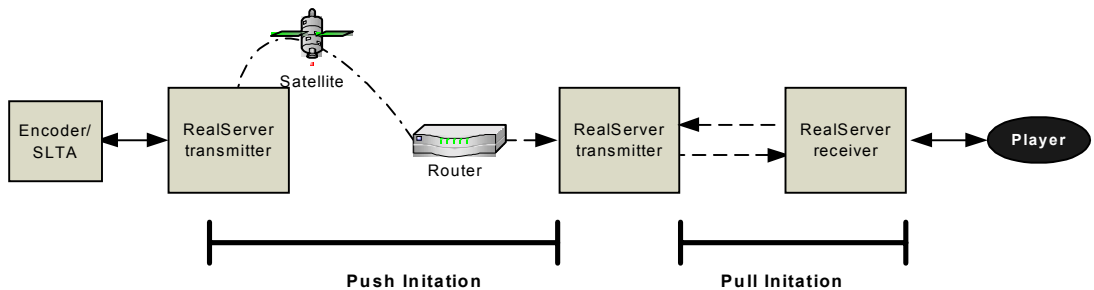 Satellite
Encoder/
SLTA
RealServer
transmitter
Router
RealServer
transmitter
RealServer
receiver
Player
Push Initation
Pull Initation